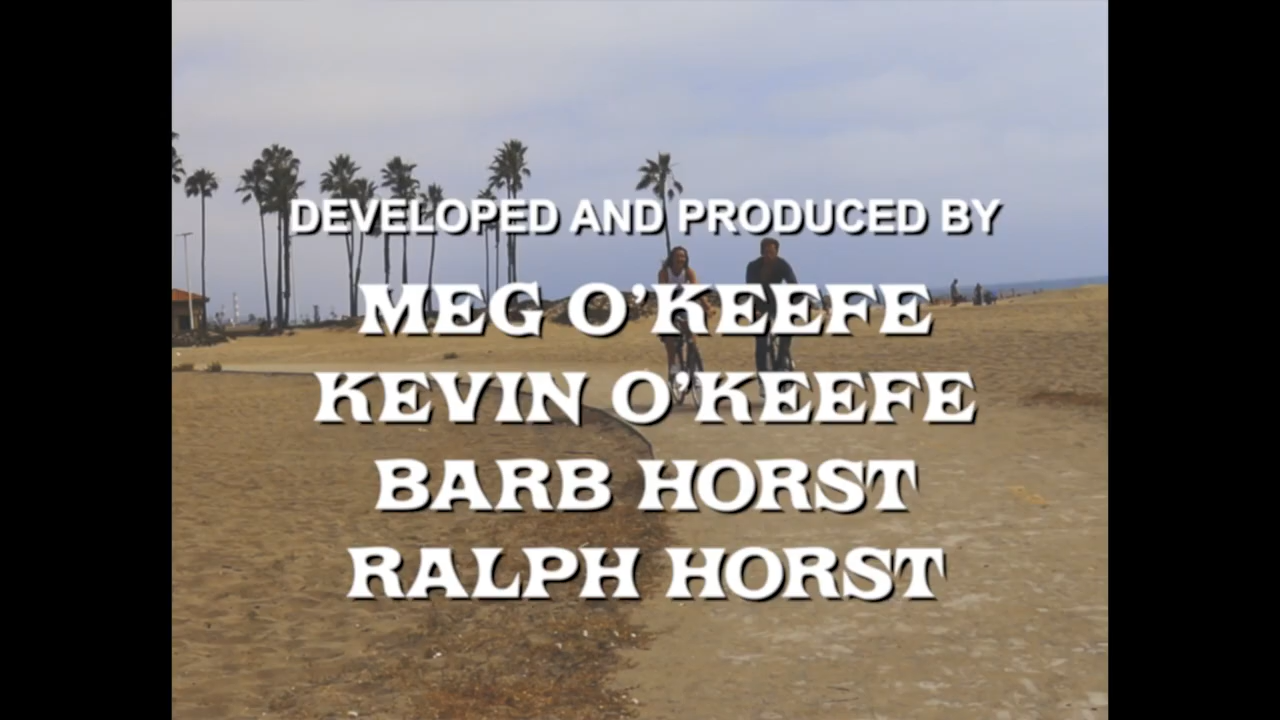 DEVELOPED AND PRODUCED BY
MEG O'KEEFE
KEVIN O'KEEFE
BARB HORST
RALPH HORST